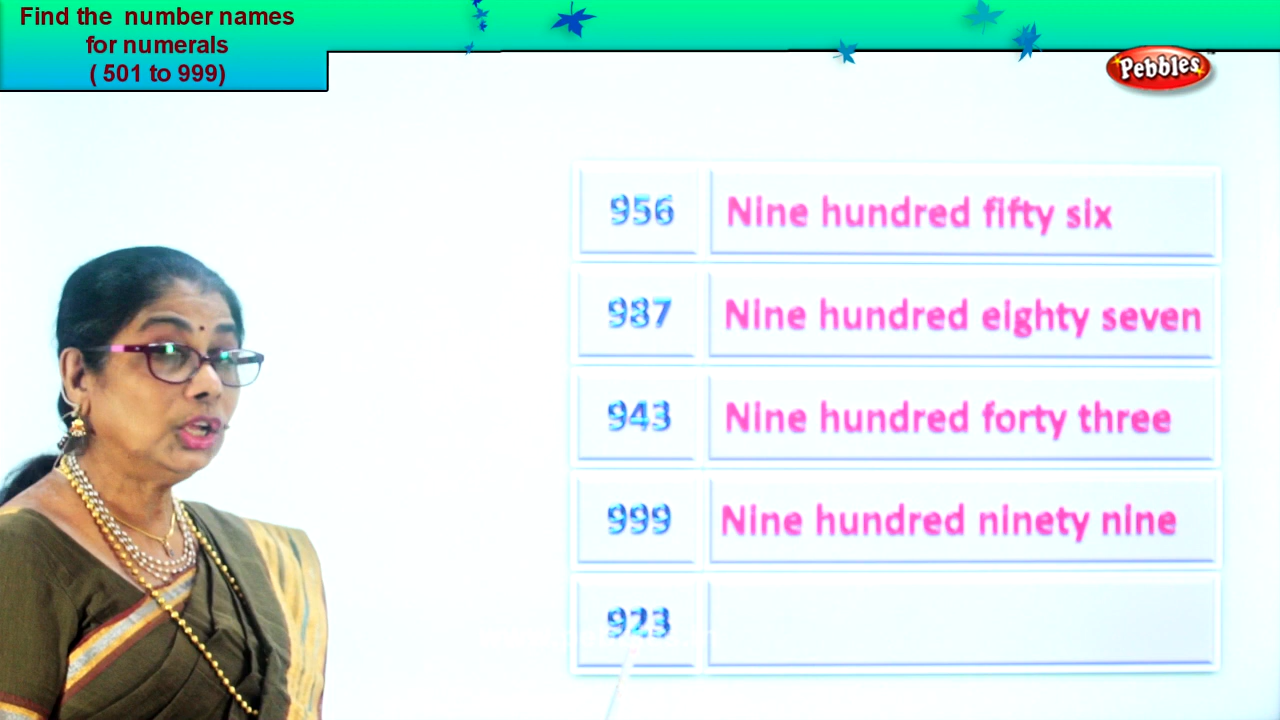 Find the number names
for numerals
( 501 to 999)
Pebbles
956 Nine hundred fifty six
987 Nine hundred eighty seven
943 Nine hundred forty three
999 Nine hundred ninety nine
923